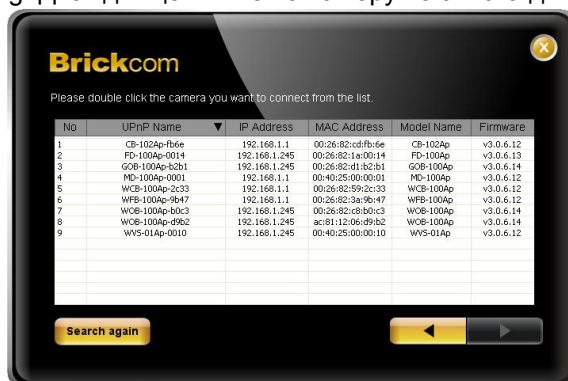 Brickcom
Please double click the camera you want to connect from the list.
No UPnP Name IP Address MAC Address Model Name Firmware
1 CB-102Ap-fb6e 192.168.1.1 00:26:82:cd:fb:6e CB-102Ap v3.0.6.12
2 FD-100Ap-0014 192.168.1.245 00:26:82:1a:00:14 FD-100Ap v3.0.6.13
3 GOB-100Ap-b2b1 192.168.1.245 00:26:82:d1:b2:b1 GOB-100Ap v3.0.6.14
4 MD-100Ap-0001 192.168.1.1 00:40:25:00:00:01 MD-100Ap v3.0.6.12
5 WCB-100Ap-2c33 192.168.1.1 00:26:82:59:2c:33 WCB-100Ap v3.0.6.12
6 WFB-100Ap-9b47 192.168.1.1 00:26:82:3a:9b:47 WFB-100Ap v3.0.6.12
7 WOB-100Ap-b0c3 192.168.1.245 00:26:82:c8:b0:c3 WOB-100Ap v3.0.6.14
8 WOB-100Ap-d9b2 192.168.1.245 ac:81:12:06:d9:b2 WOB-100Ap v3.0.6.14
9 WVS-01Ap-0010 192.168.1.245 00:40:25:00:00:10 WVS-01Ap v3.0.6.12
Search again